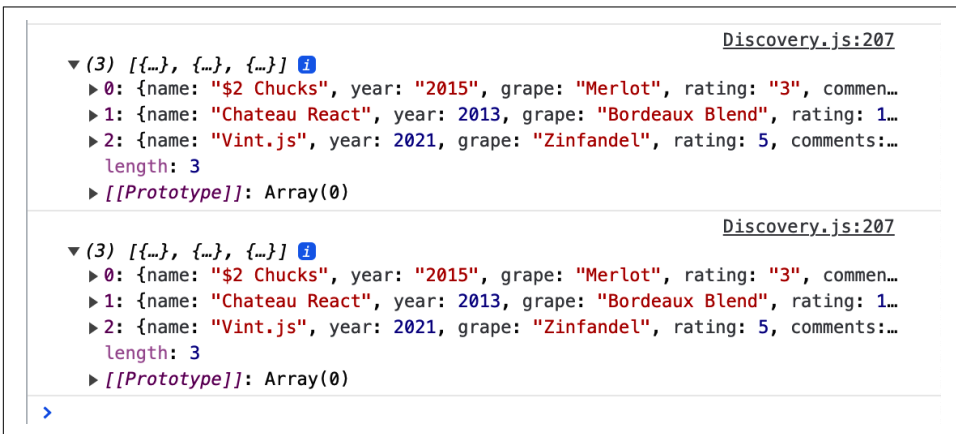 Discovery.js:207
▼(3) [{…}, {…}, {…}] i
▶0: {name: "$2 Chucks", year: "2015", grape: "Merlot", rating: "3", commen…
▶1: {name: "Chateau React", year: 2013, grape: "Bordeaux Blend", rating: 1…
▶2: {name: "Vint.js", year: 2021, grape: "Zinfandel", rating: 5, comments:…
length: 3
▶[[Prototype]]: Array(0)
Discovery.js:207
▼(3) [{…}, {…}, {…}] i
▶0: {name: "$2 Chucks", year: "2015", grape: "Merlot", rating: "3", commen…
▶1: {name: "Chateau React", year: 2013, grape: "Bordeaux Blend", rating: 1…
▶2: {name: "Vint.js", year: 2021, grape: "Zinfandel", rating: 5, comments:…
length: 3
▶[[Prototype]]: Array(0)
>